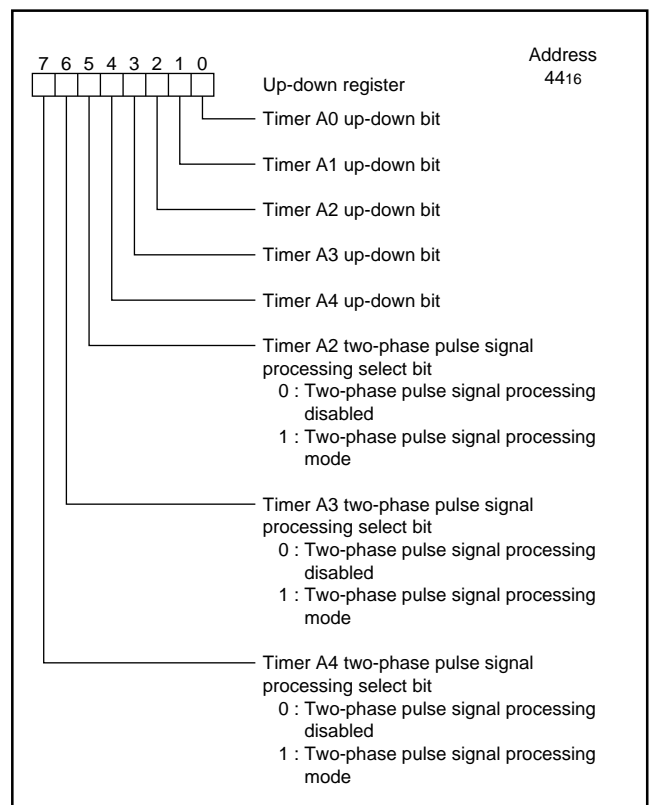 Address
44₁₆
7 6 5 4 3 2 1 0
Up-down register
Timer A0 up-down bit
Timer A1 up-down bit
Timer A2 up-down bit
Timer A3 up-down bit
Timer A4 up-down bit
Timer A2 two-phase pulse signal
processing select bit
0 : Two-phase pulse signal processing
disabled
1 : Two-phase pulse signal processing
mode
Timer A3 two-phase pulse signal
processing select bit
0 : Two-phase pulse signal processing
disabled
1 : Two-phase pulse signal processing
mode
Timer A4 two-phase pulse signal
processing select bit
0 : Two-phase pulse signal processing
disabled
1 : Two-phase pulse signal processing
mode